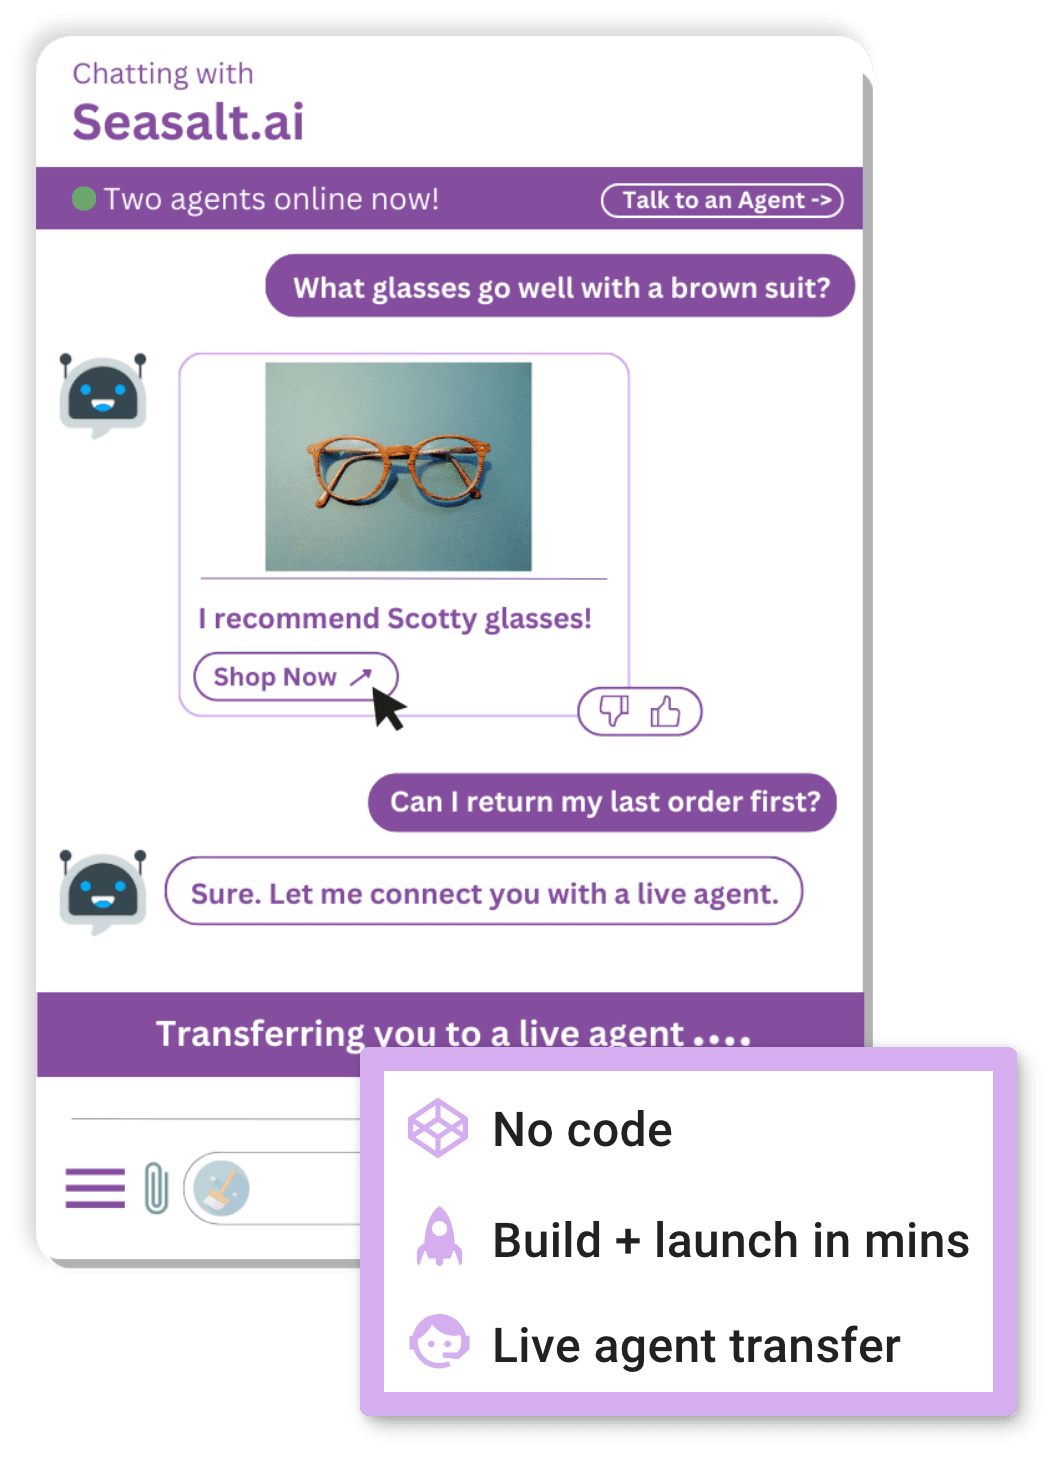 Chatting with
Seasalt.ai
Two agents online now!
Talk to an Agent ->
What glasses go well with a brown suit?
I recommend Scotty glasses!
Shop Now
Can I return my last order first?
Sure. Let me connect you with a live agent.
Transferring you to a live agent ....
No code
Build + launch in mins
Live agent transfer